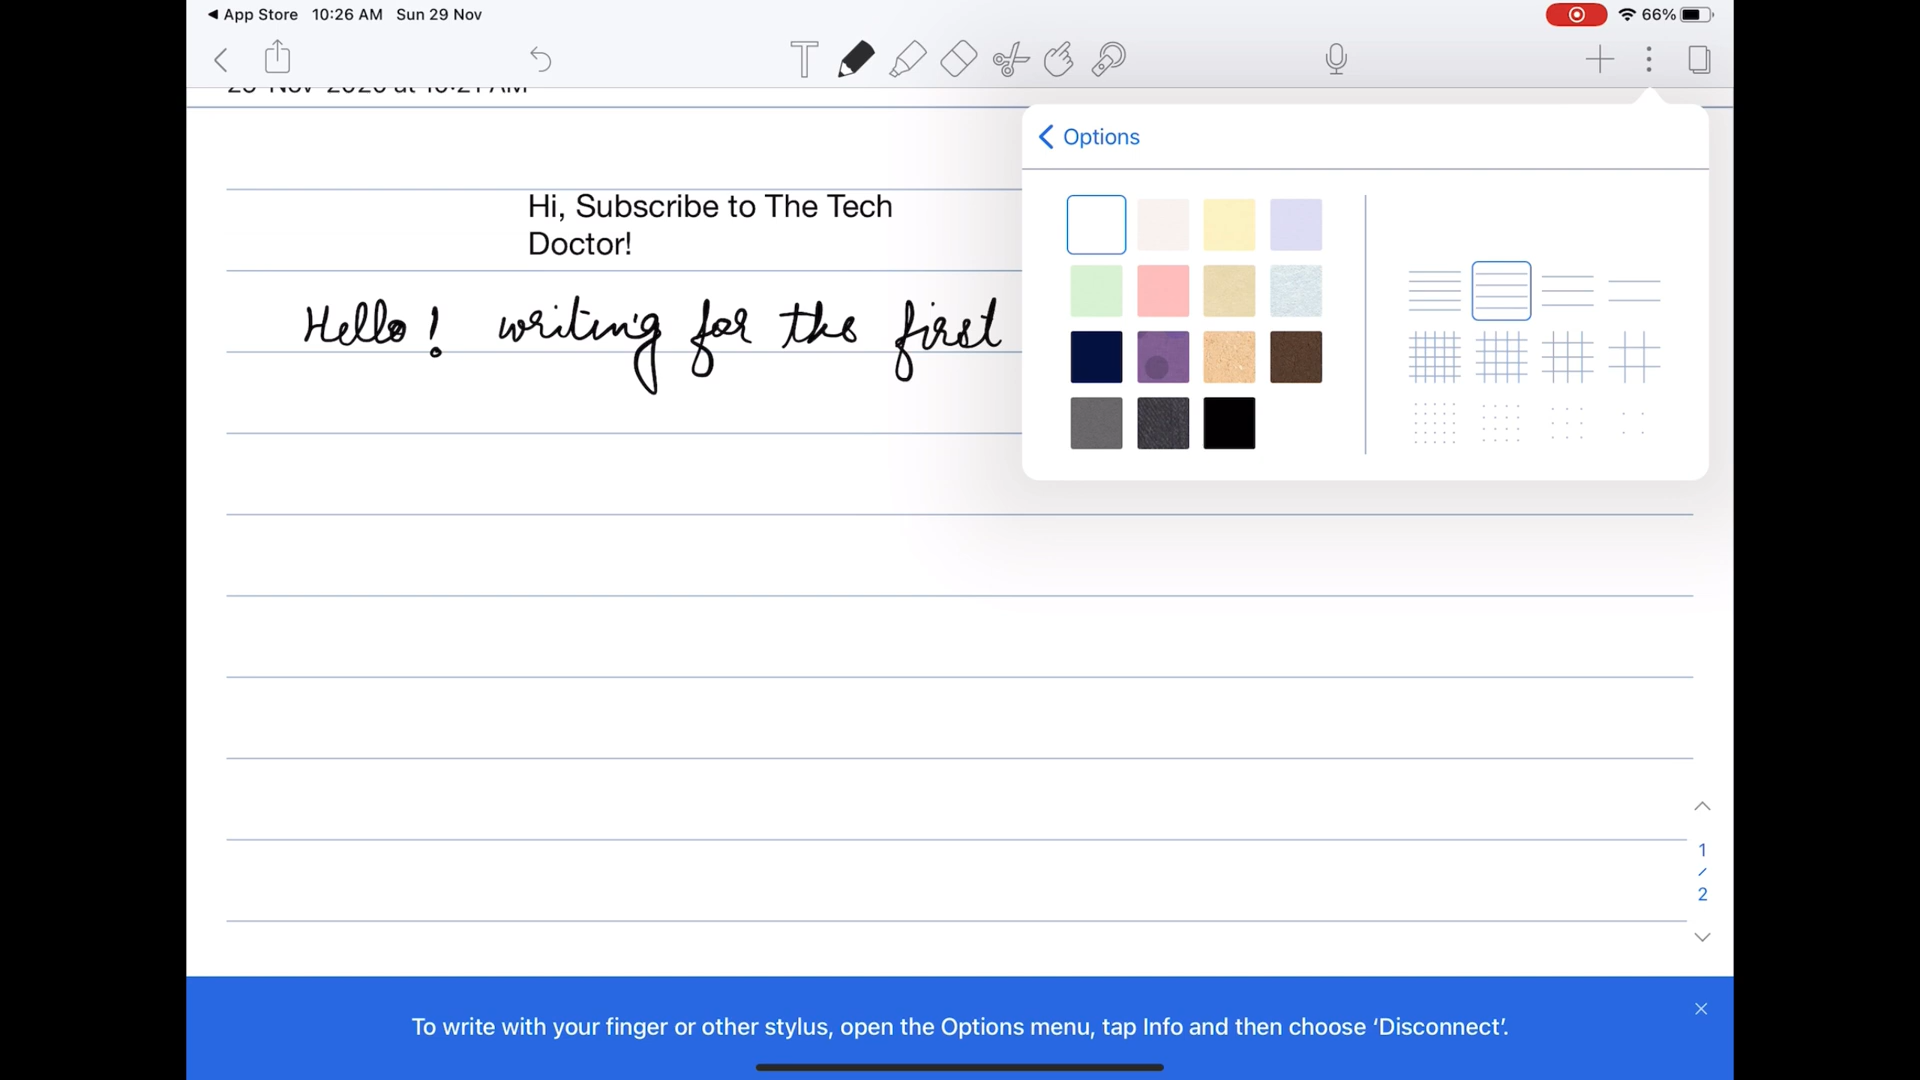 App Store 10:26 AM Sun 29 Nov 66%
Options
Hi, Subscribe to The Tech
Doctor!
Hello! writing for the first
1
/
2
To write with your finger or other stylus, open the Options menu, tap Info and then choose ‘Disconnect’.